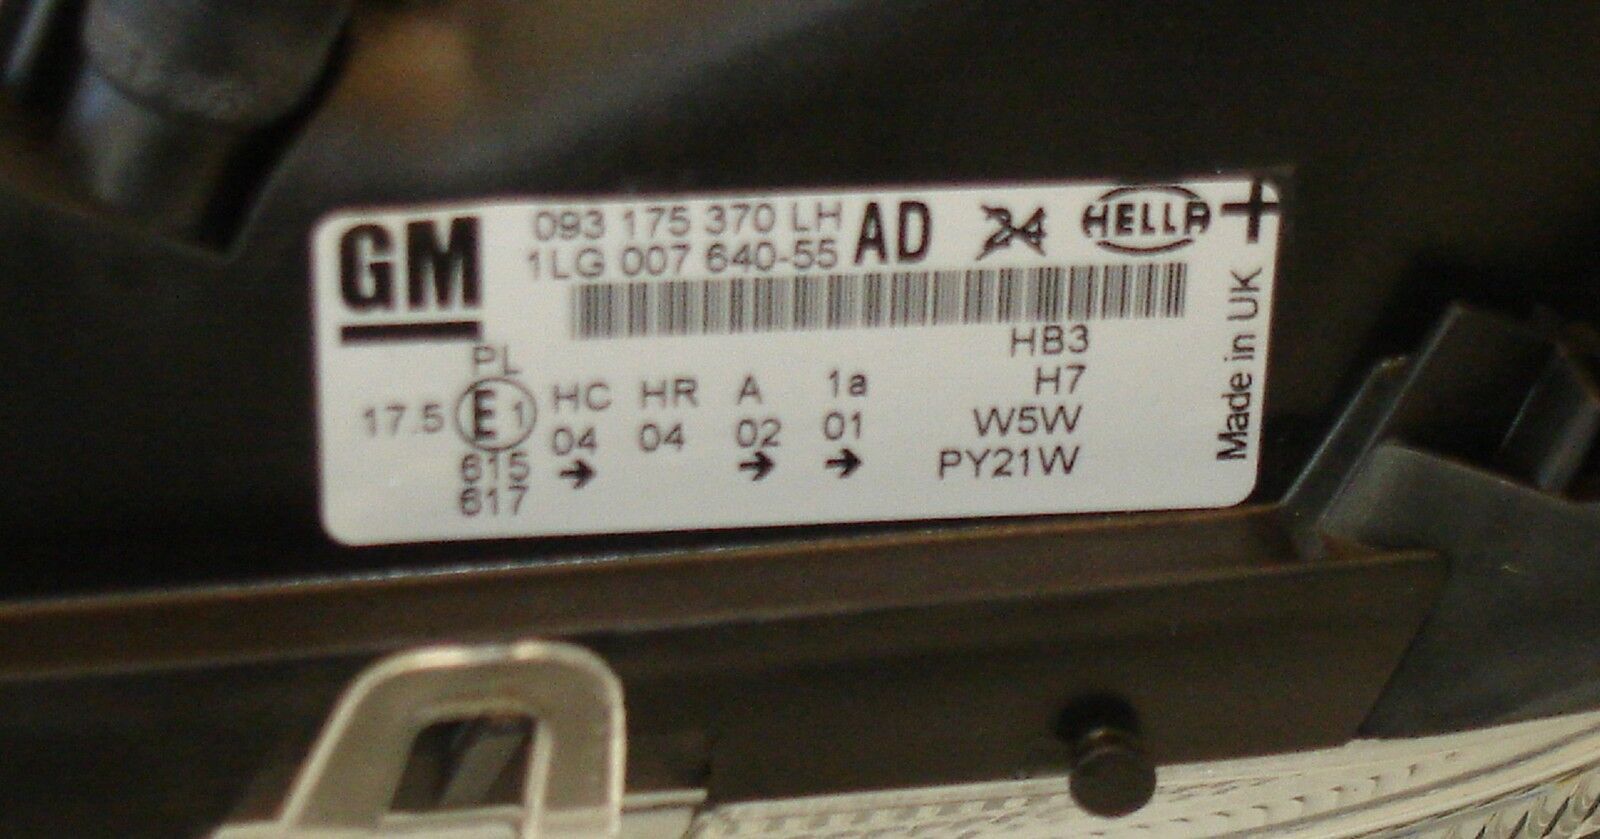 GM
093 175 370 LH
1LG 007 640-55
AD
24
HELLA
+
Made in UK
HB3
H7
W5W
PY21W
PL
17.5 E1 HC HR A 1a
04 04 02 01
615 → → →
617